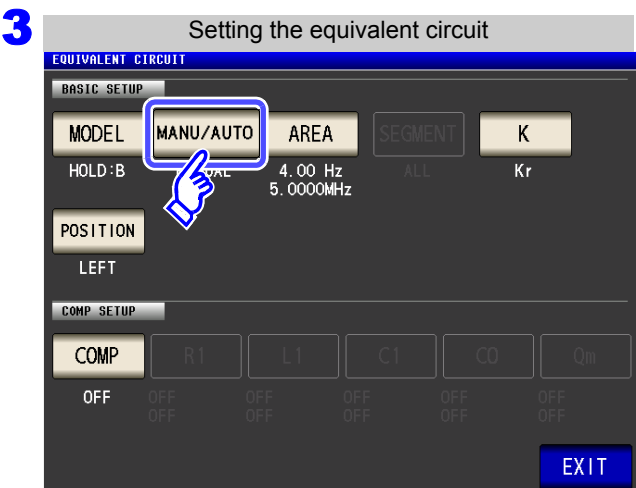 3
Setting the equivalent circuit
EQUIVALENT CIRCUIT
BASIC SETUP
MODEL MANU/AUTO AREA SEGMENT K
HOLD:B 4.00 Hz ALL Kr
5.0000MHz
POSITION
LEFT
COMP SETUP
COMP R1 L1 C1 C0 Qm
OFF OFF OFF OFF OFF OFF
OFF OFF OFF OFF OFF
EXIT